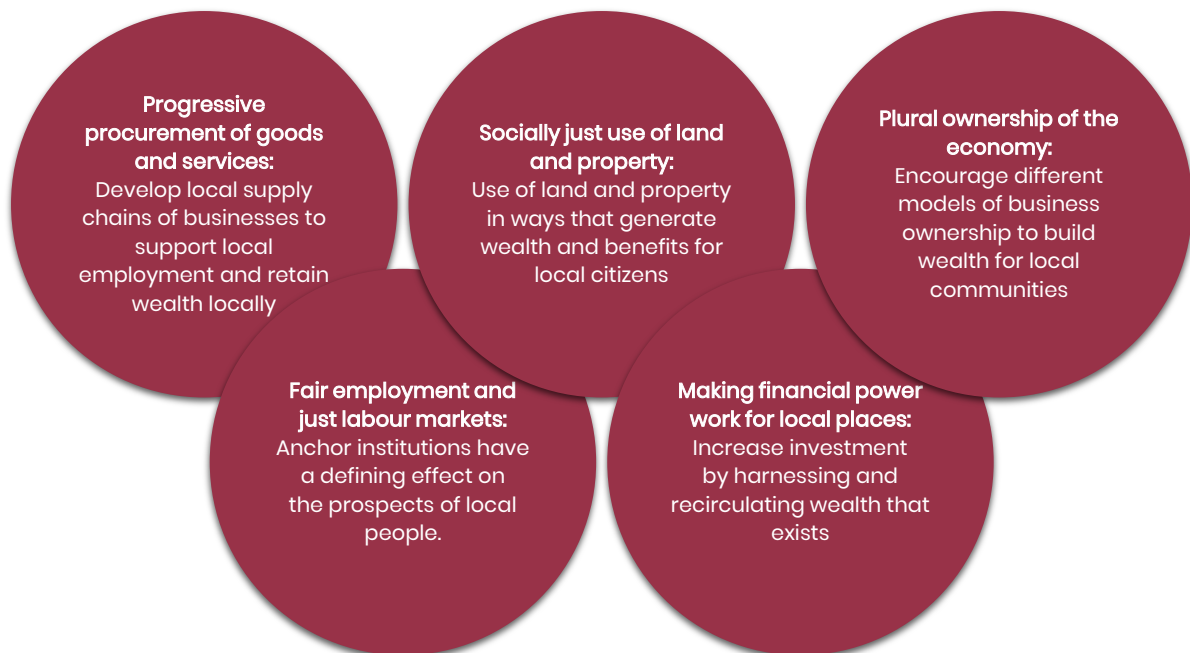 Progressive
procurement of goods
and services:
Develop local supply
chains of businesses to
support local
employment and retain
wealth locally
Socially just use of land
and property:
Use of land and property
in ways that generate
wealth and benefits for
local citizens
Plural ownership of the
economy:
Encourage different
models of business
ownership to build
wealth for local
communities
Fair employment and
just labour markets:
Anchor institutions have
a defining effect on
the prospects of local
people.
Making financial power
work for local places:
Increase investment
by harnessing and
recirculating wealth that
exists